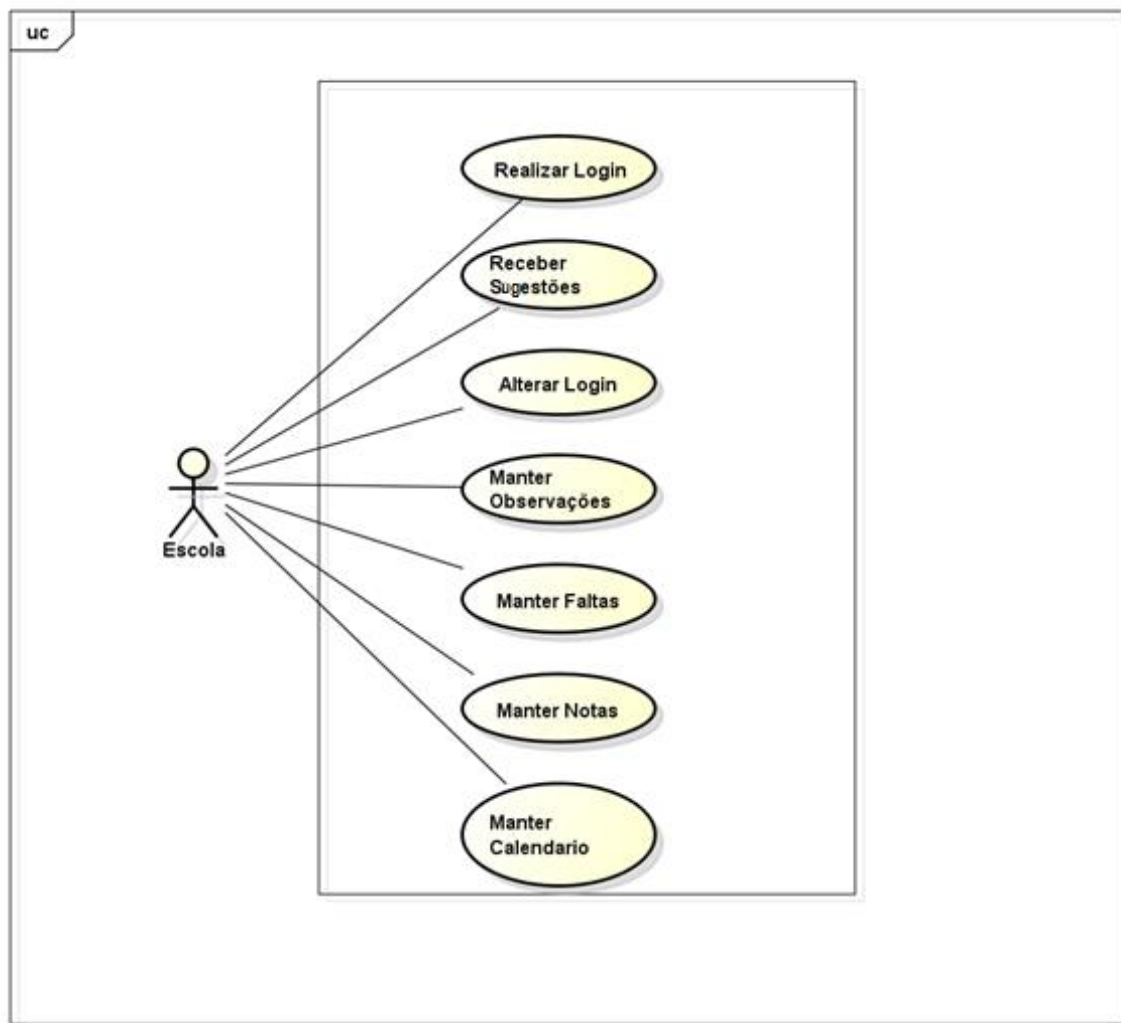 uc
Realizar Login
Receber
Sugestões
Alterar Login
Manter
Observações
Escola
Manter Faltas
Manter Notas
Manter
Calendario